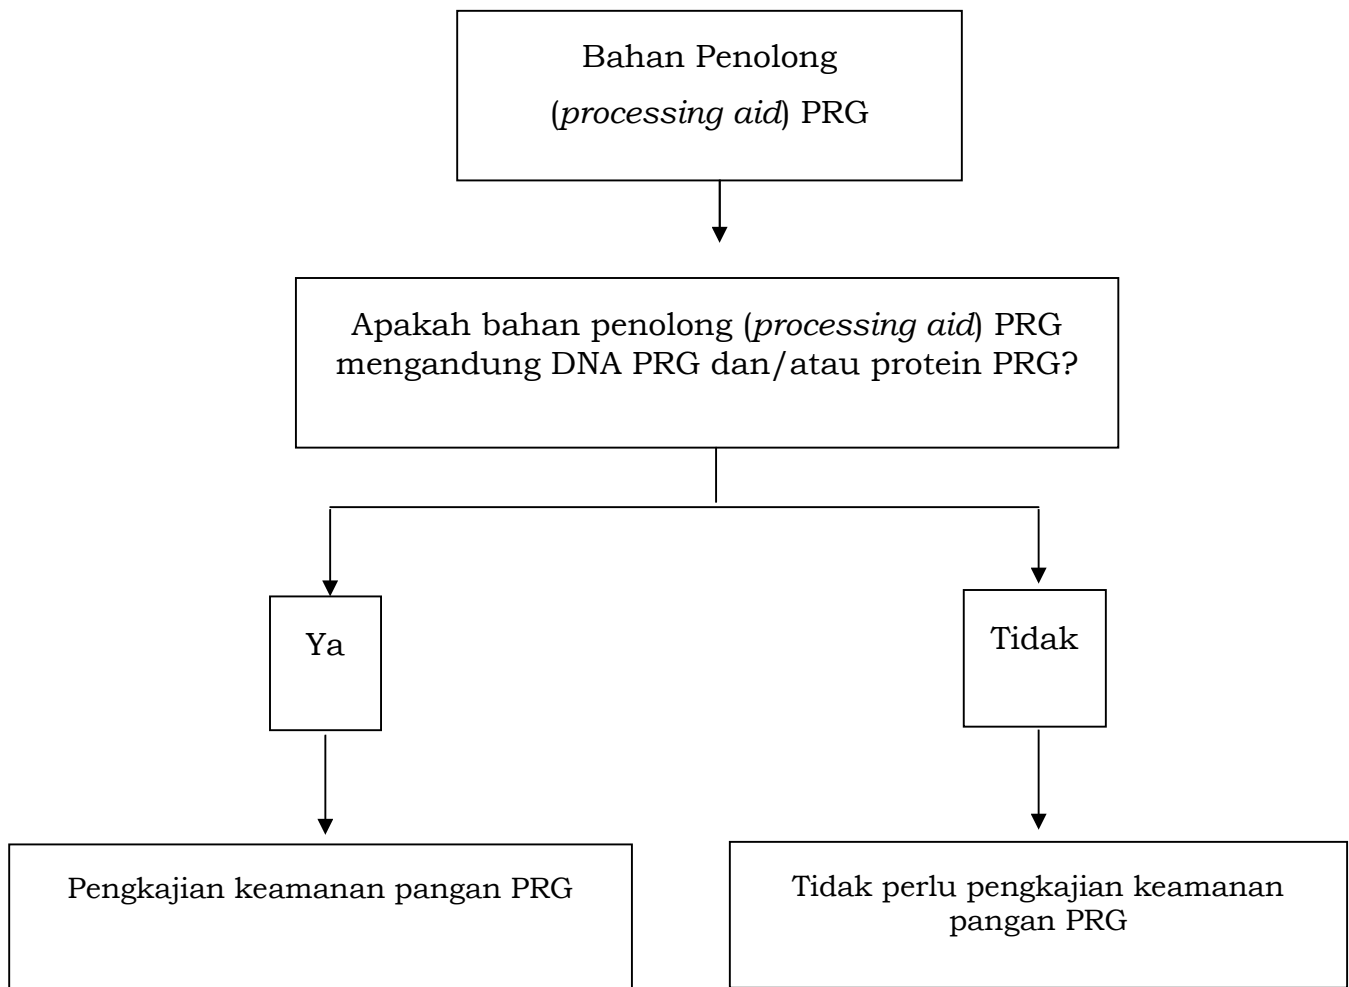 Bahan Penolong
(processing aid) PRG
Apakah bahan penolong (processing aid) PRG
mengandung DNA PRG dan/atau protein PRG?
Ya
Tidak
Pengkajian keamanan pangan PRG
Tidak perlu pengkajian keamanan
pangan PRG